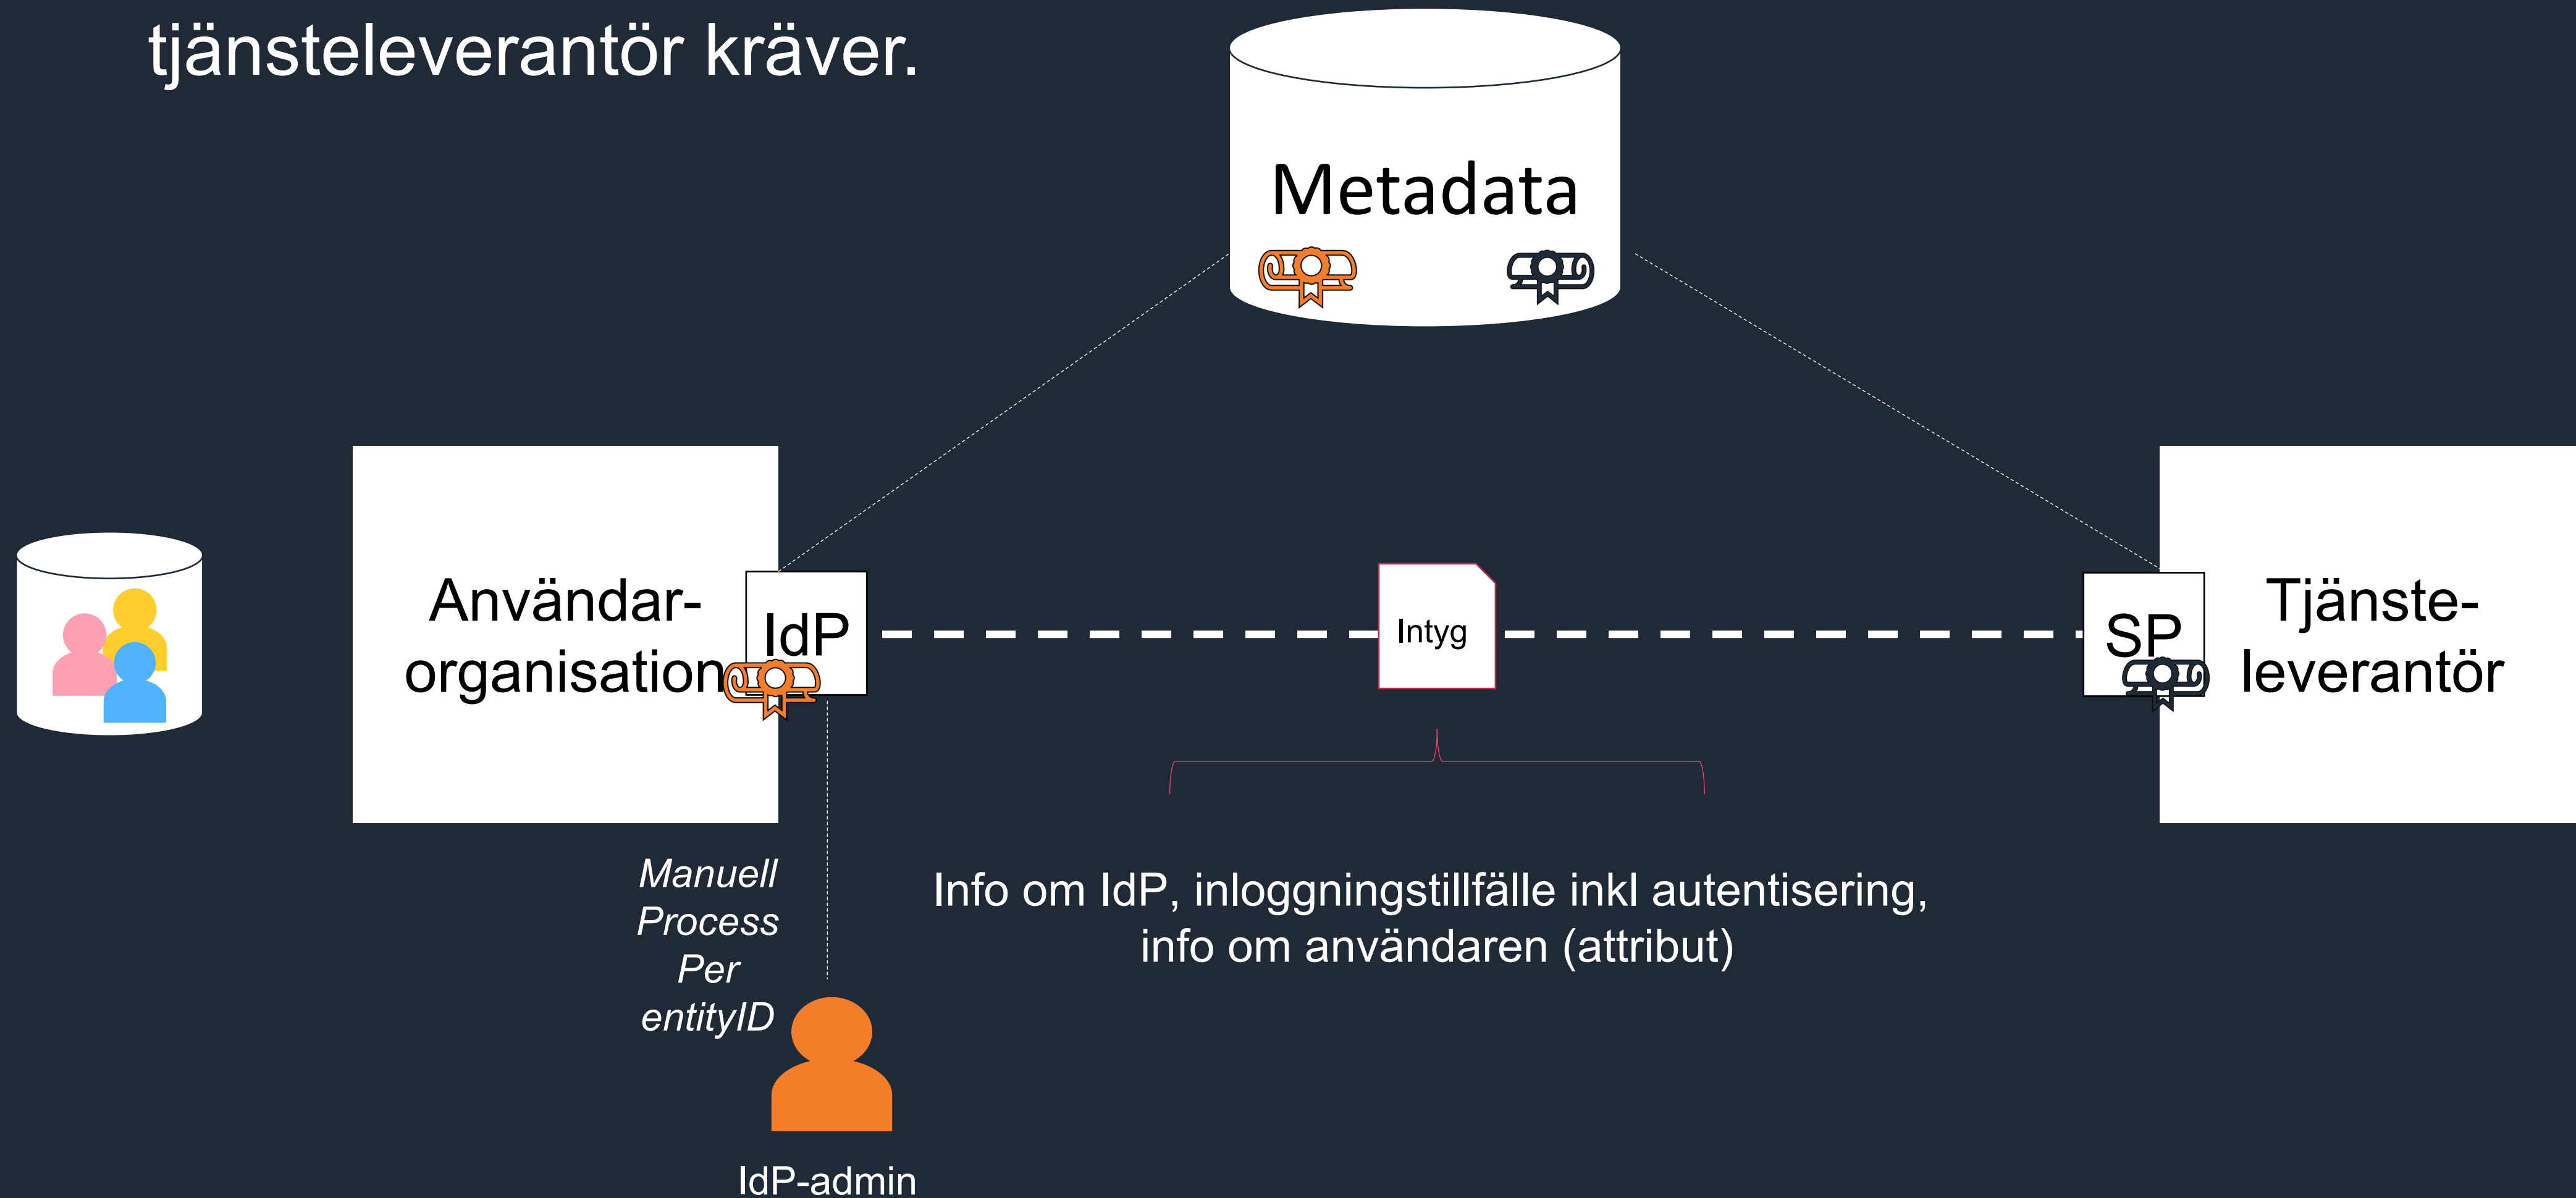 tjänsteleverantör kräver.
Metadata
Användar-
organisation
IdP
Intyg
SP
Tjänste-
leverantör
Manuell
Process
Per
entityID
Info om IdP, inloggningstillfälle inkl autentisering,
info om användaren (attribut)
IdP-admin